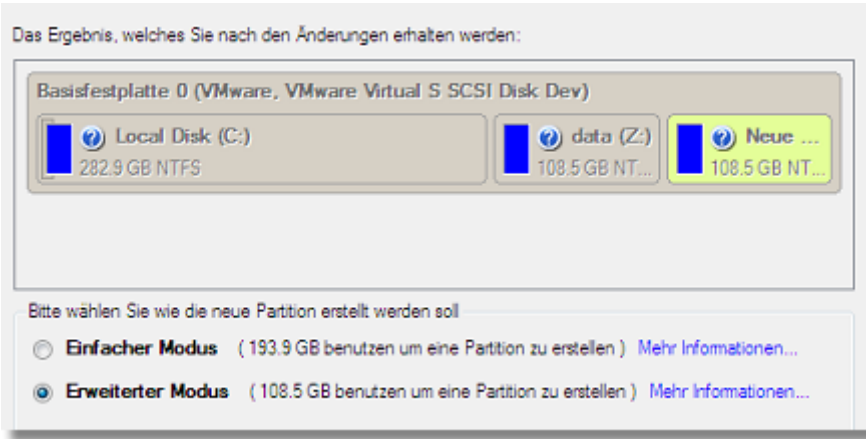 Das Ergebnis, welches Sie nach den Änderungen erhalten werden:
Basisfestplatte 0 (VMware, VMware Virtual S SCSI Disk Dev)
Local Disk (C:) data (Z:) Neue ...
282.9 GB NTFS 108.5 GB NT... 108.5 GB NT...
Bitte wählen Sie wie die neue Partition erstellt werden soll
Einfacher Modus ( 193.9 GB benutzen um eine Partition zu erstellen ) Mehr Informationen...
Erweiterter Modus ( 108.5 GB benutzen um eine Partition zu erstellen ) Mehr Informationen...